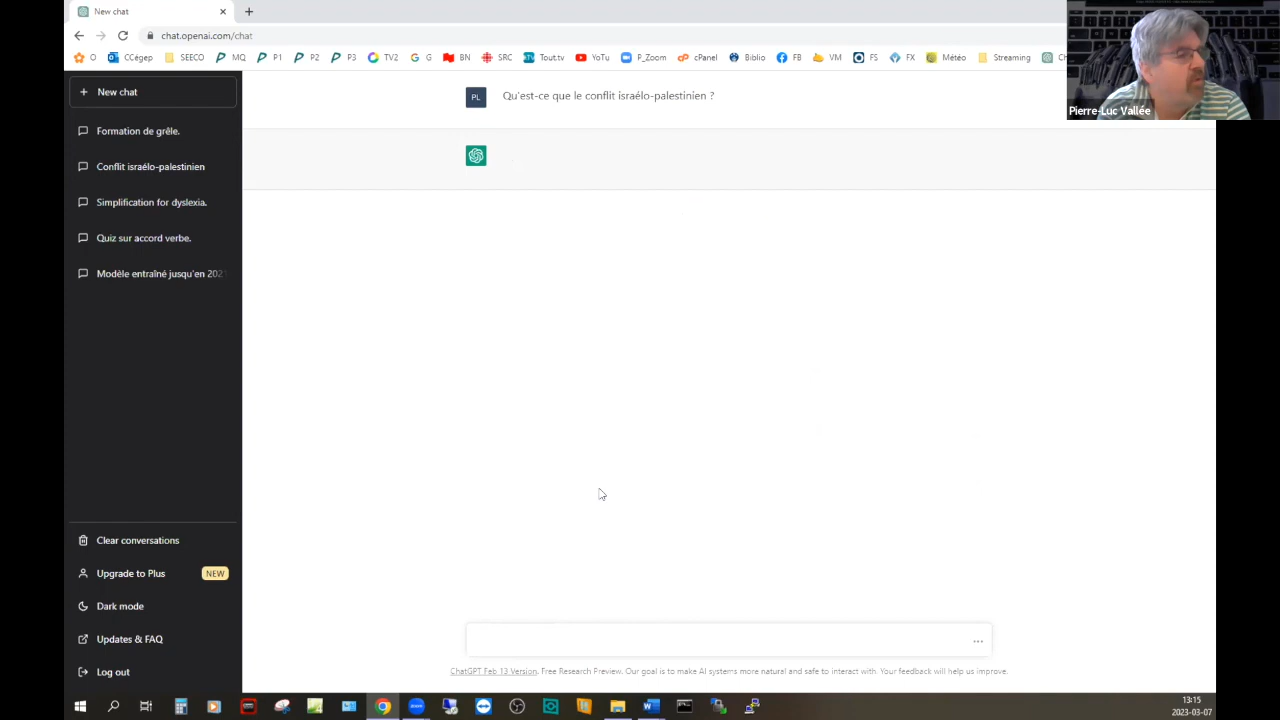 New chat
chat.openai.com/chat
O CCégep SEECO MQ P1 P2 P3 TV2 G BN SRC Tout.tv YoTu P_Zoom cPanel Biblio FB VM FS FX Météo Streaming
Pierre-Luc Vallée
New chat
Formation de grêle.
Conflit israélo-palestinien
Simplification for dyslexia.
Quiz sur accord verbe.
Modèle entraîné jusqu'en 2021
PL Qu'est-ce que le conflit israélo-palestinien ?
Clear conversations
Upgrade to Plus NEW
Dark mode
Updates & FAQ
Log out
ChatGPT Feb 13 Version. Free Research Preview. Our goal is to make AI systems more natural and safe to interact with. Your feedback will help us improve.
13:15
2023-03-07